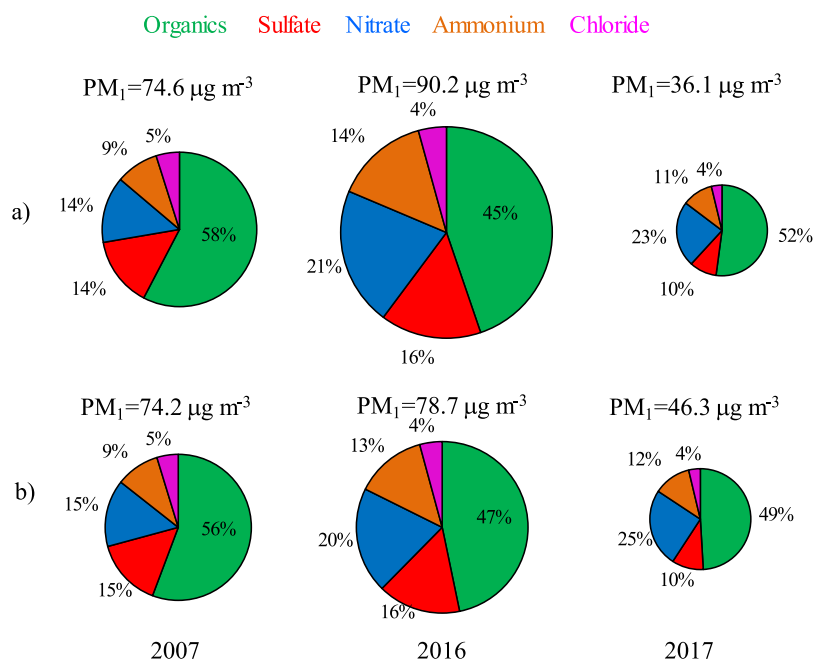 Organics Sulfate Nitrate Ammonium Chloride
PM₁=74.6 μg m⁻³ PM₁=90.2 μg m⁻³ PM₁=36.1 μg m⁻³
a)
9% 5% 14% 14% 58%
14% 4% 21% 16% 45%
11% 4% 23% 10% 52%
PM₁=74.2 μg m⁻³ PM₁=78.7 μg m⁻³ PM₁=46.3 μg m⁻³
b)
9% 5% 15% 15% 56%
13% 4% 20% 16% 47%
12% 4% 25% 10% 49%
2007 2016 2017